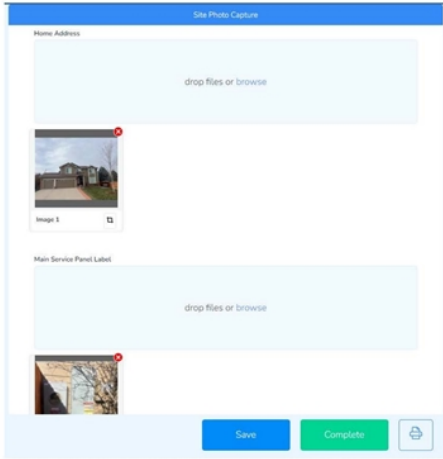 Site Photo Capture
Home Address
drop files or browse
Image 1
Main Service Panel Label
drop files or browse
Save
Complete